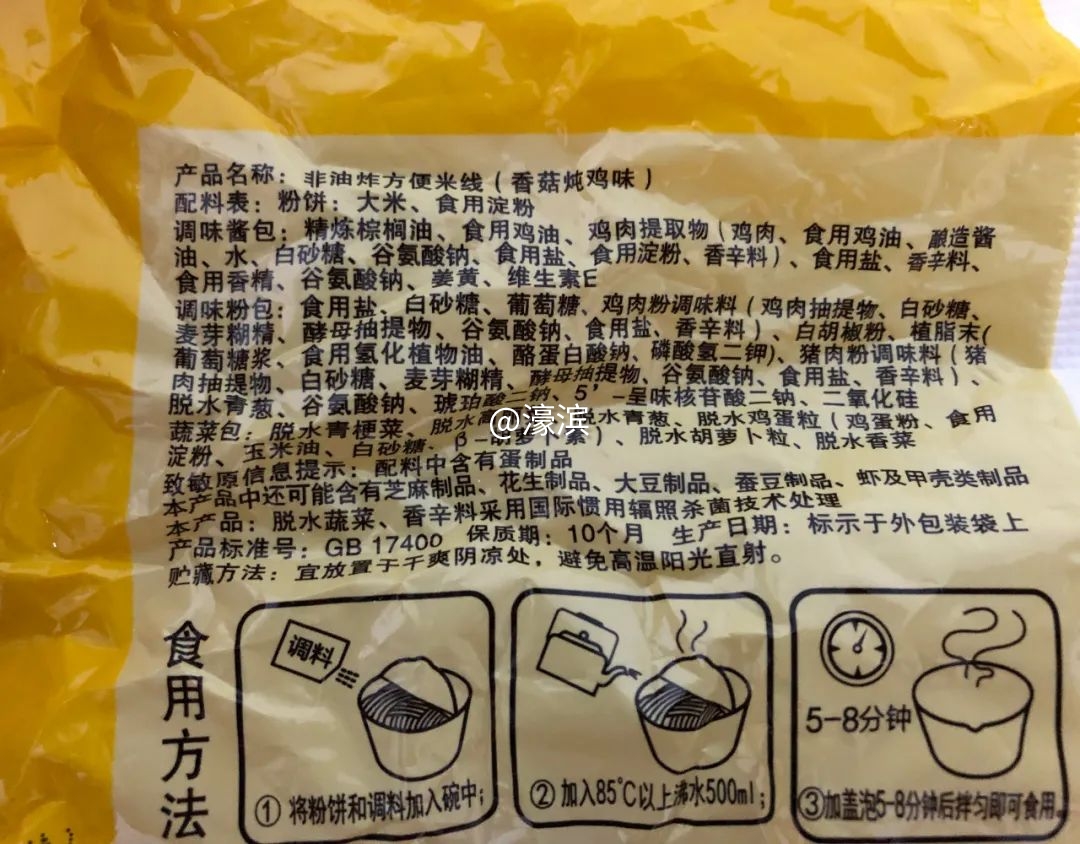 产品名称：非油炸方便米线（香菇炖鸡味）
配料表：粉饼：大米、食用淀粉
调味酱包：精炼棕榈油、食用鸡油、鸡肉提取物（鸡肉、食用鸡油、酿造酱
油、水、白砂糖、谷氨酸钠、食用盐、食用淀粉、香辛料）、食用盐、香辛料、
食用香精、谷氨酸钠、姜黄、维生素E
调味粉包：食用盐、白砂糖、葡萄糖、鸡肉粉调味料（鸡肉抽提物、白砂糖、
麦芽糊精、酵母抽提物、谷氨酸钠、食用盐、香辛料）、白胡椒粉、植脂末(
葡萄糖浆、食用氢化植物油、酪蛋白酸钠、磷酸氢二钾)、猪肉粉调味料（猪
肉抽提物、白砂糖、麦芽糊精、酵母抽提物、谷氨酸钠、食用盐、香辛料）、
脱水青葱、谷氨酸钠、琥珀酸二钠、5’-呈味核苷酸二钠、二氧化硅
蔬菜包：脱水青梗菜、脱水高 脱水青葱、脱水鸡蛋粒（鸡蛋粉、食用
淀粉、玉米油、白砂糖、β-胡萝卜素）、脱水胡萝卜粒、脱水香菜
@濠滨
致敏原信息提示：配料中含有蛋制品
本产品中还可能含有芝麻制品、花生制品、大豆制品、蚕豆制品、虾及甲壳类制品
本产品：脱水蔬菜、香辛料采用国际惯用辐照杀菌技术处理
产品标准号：GB 17400 保质期：10个月 生产日期：标示于外包装袋上
贮藏方法：宜放置于干爽阴凉处，避免高温阳光直射。
食用方法
调料
①将粉饼和调料加入碗中；
②加入85℃以上沸水500ml；
5-8分钟
③加盖泡5-8分钟后拌匀即可食用。